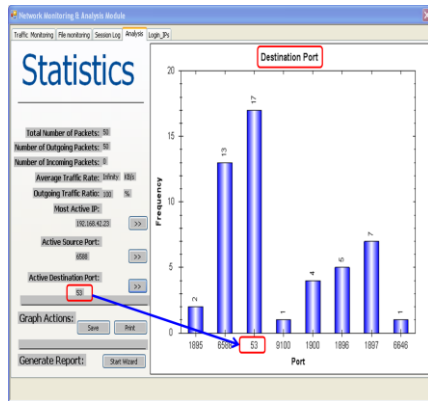 Network Monitoring & Analysis Module
Traffic Monitoring File monitoring Session Log Analysis Login_IPs
Statistics
Total Number of Packets: 50
Number of Outgoing Packets: 50
Number of Incoming Packets: 0
Average Traffic Rate: Infinity KB/s
Outgoing Traffic Ratio: 100 %
Most Active IP:
192.168.42.23 >>
Active Source Port:
6588 >>
Active Destination Port:
53 >>
Graph Actions:
Save Print
Generate Report: Start Wizard
Destination Port
Frequency
20
15
10
5
0
2
13
17
1
4
5
7
1
1895 6588 53 9100 1900 1896 1897 6646
Port